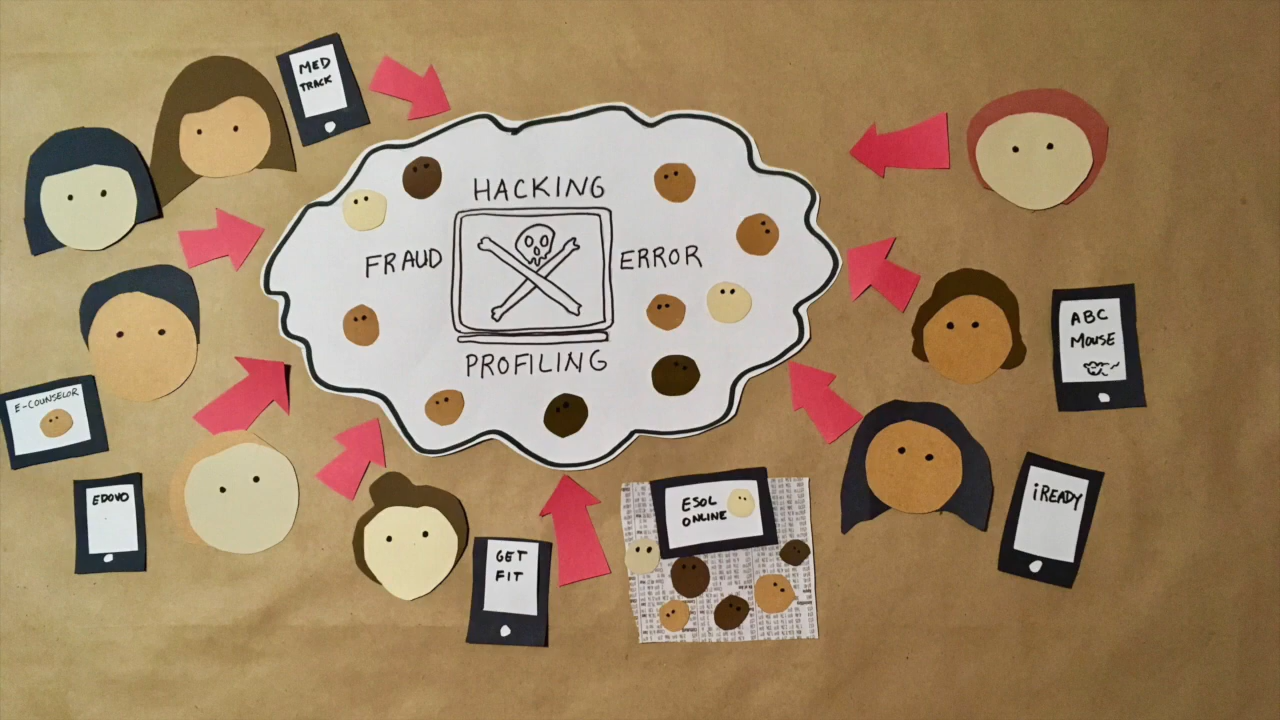 MED
TRACK
HACKING
FRAUD
ERROR
PROFILING
E-COUNSELOR
EDOVO
GET
FIT
ESOL
ONLINE
ABC
MOUSE
iREADY